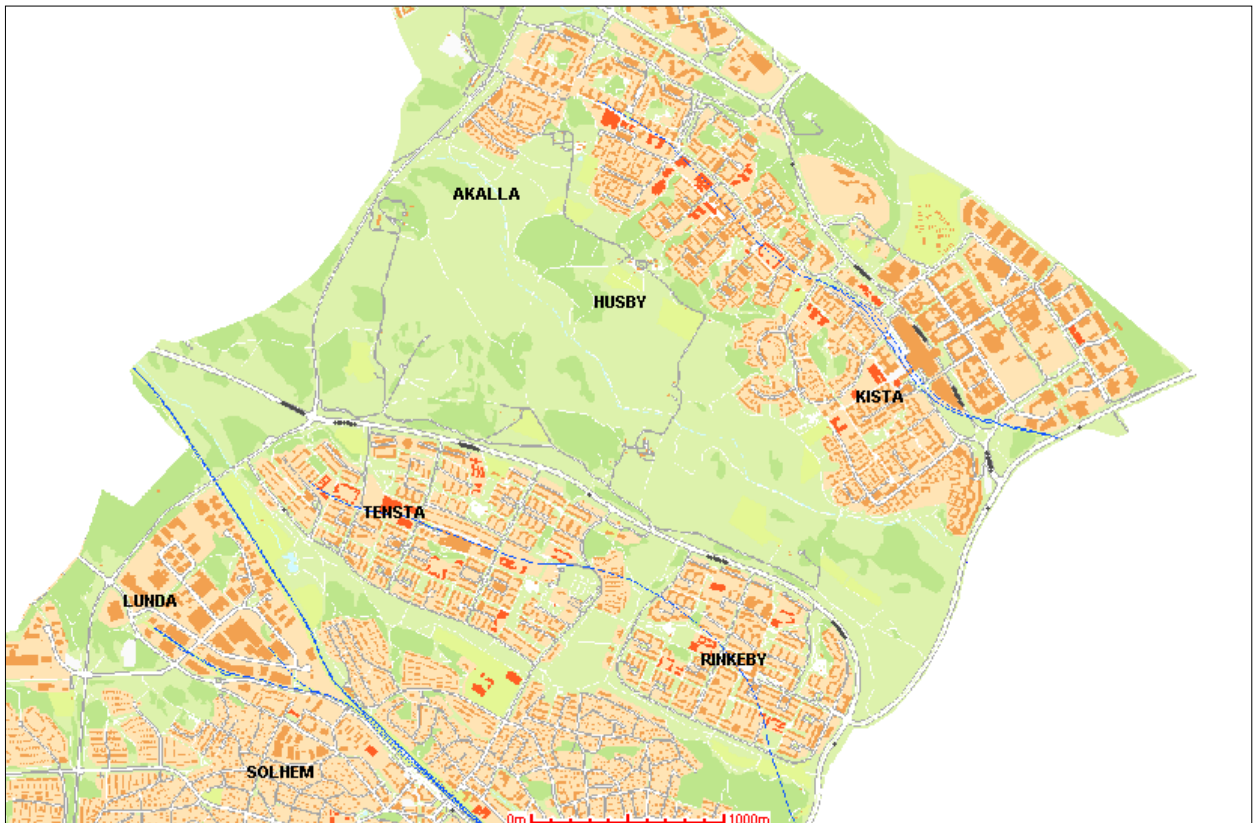 AKALLA
HUSBY
KISTA
TENSTA
LUNDA
RINKEBY
SOLHEM
0m 1000m